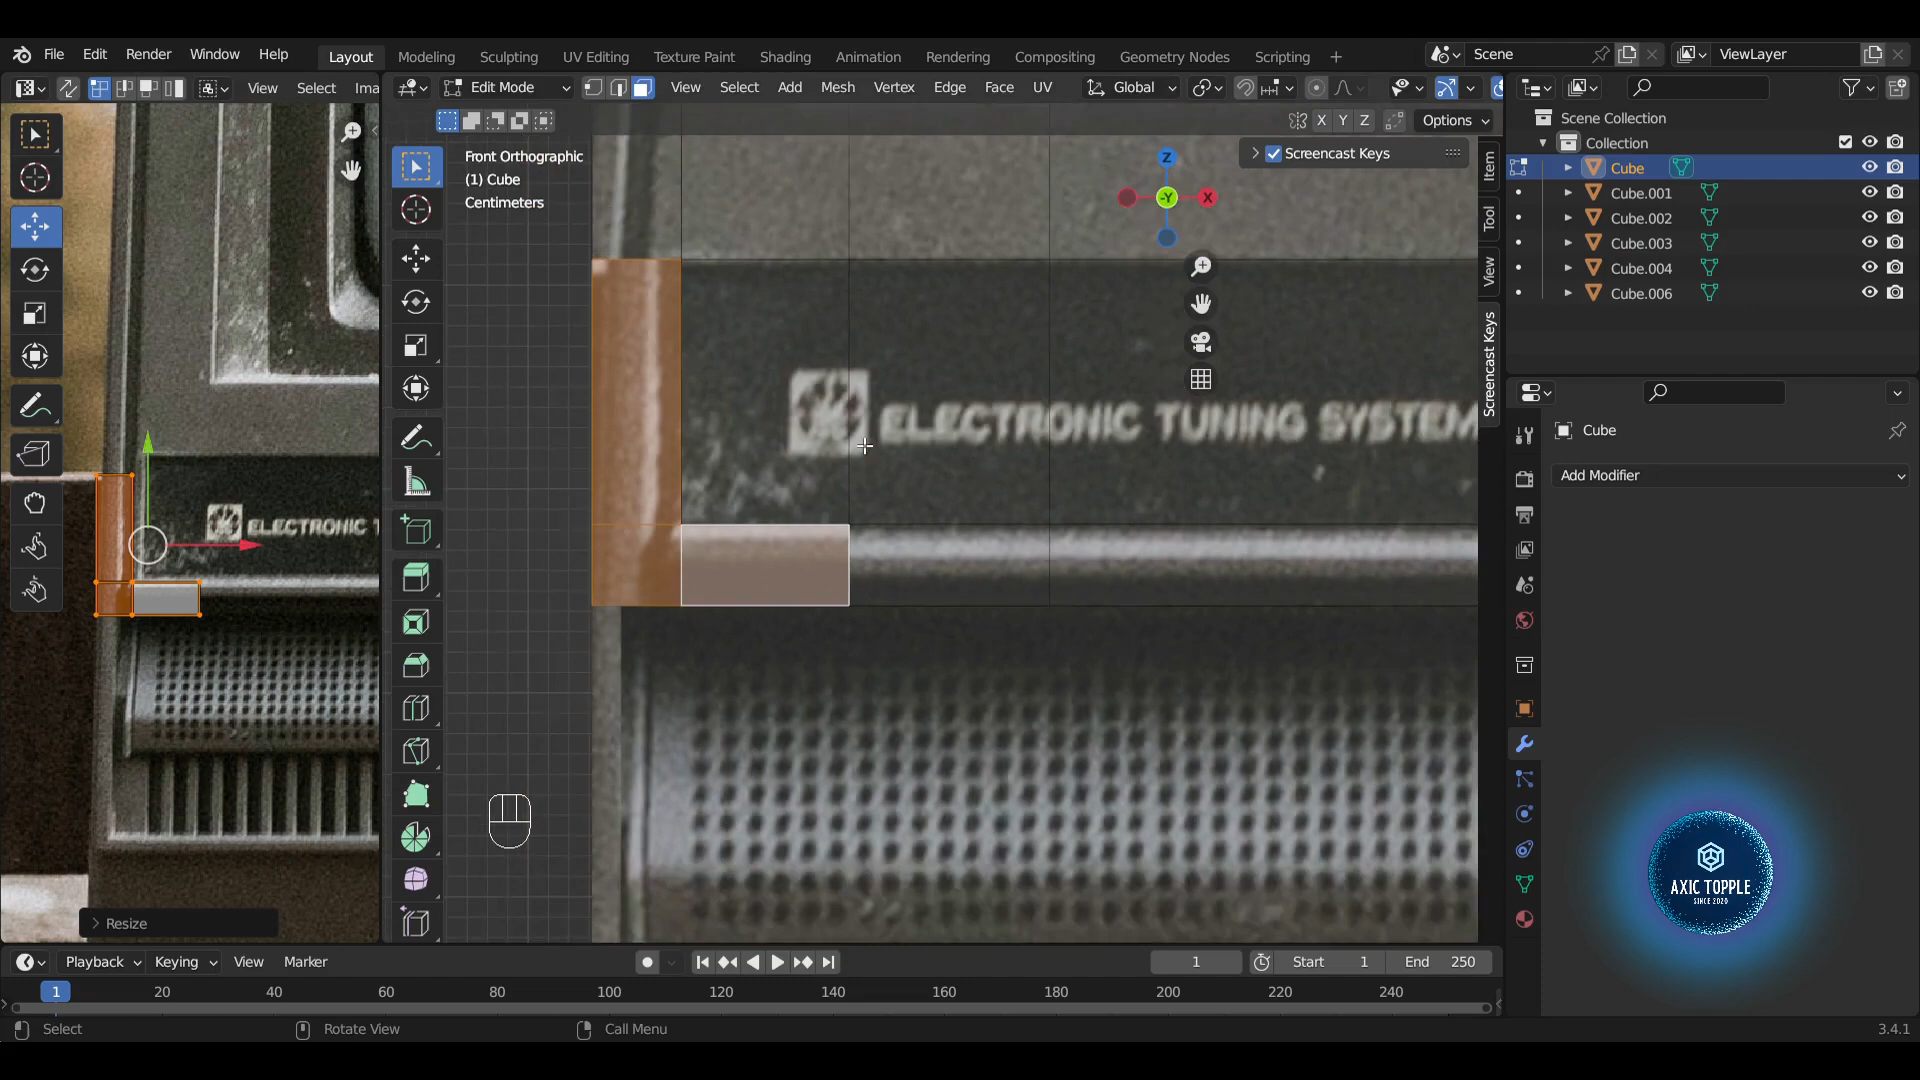 File Edit Render Window Help Layout Modeling Sculpting UV Editing Texture Paint Shading Animation Rendering Compositing Geometry Nodes Scripting + Scene ViewLayer
View Select Ima Edit Mode View Select Add Mesh Vertex Edge Face UV Global
X Y Z Options
Scene Collection
Collection
Cube
Cube.001
Cube.002
Cube.003
Cube.004
Cube.006
Front Orthographic
(1) Cube
Centimeters
Screencast Keys
Z
-Y X
Item
Tool
View
Screencast Keys
ELECTRONIC TUNING SYSTEM
ELECTRONIC T
Cube
Add Modifier
AXIC TOPPLE
SINCE 2020
Resize
Playback Keying View Marker 1 Start 1 End 250
1 20 40 60 80 100 120 140 160 180 200 220 240
Select Rotate View Call Menu 3.4.1